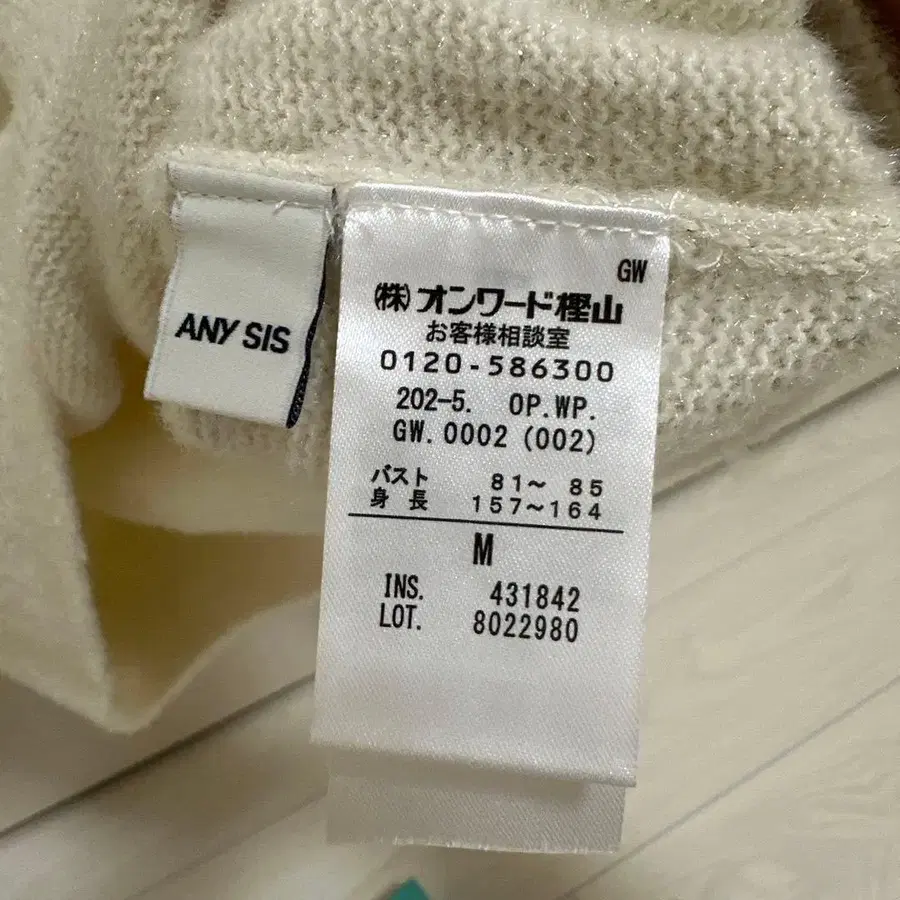 ANY SIS
GW
㈱オンワード樫山
お客様相談室
0120-586300
202-5. OP.WP.
GW.0002(002)
バスト 81～ 85
身長 157～164
M
INS. 431842
LOT. 8022980